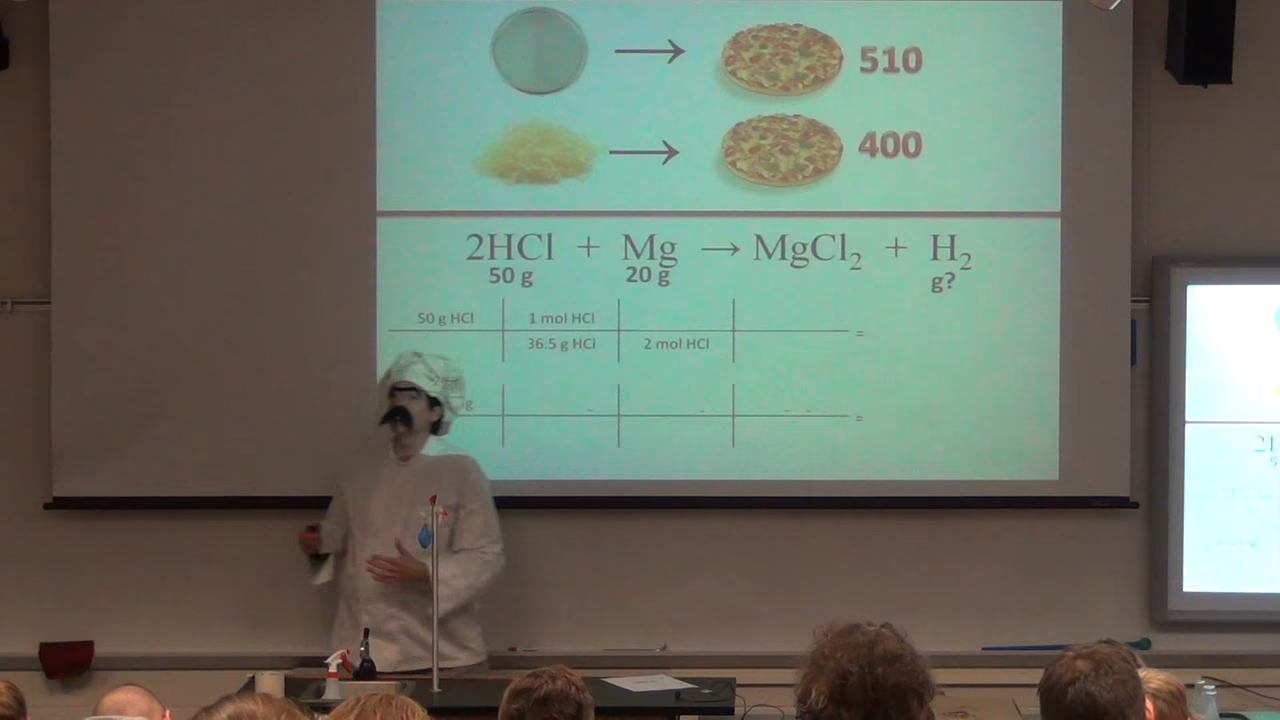 510
400
2HCl + Mg → MgCl₂ + H₂
50 g 20 g g?
50 g HCl 1 mol HCl
=
36.5 g HCl 2 mol HCl
g
=